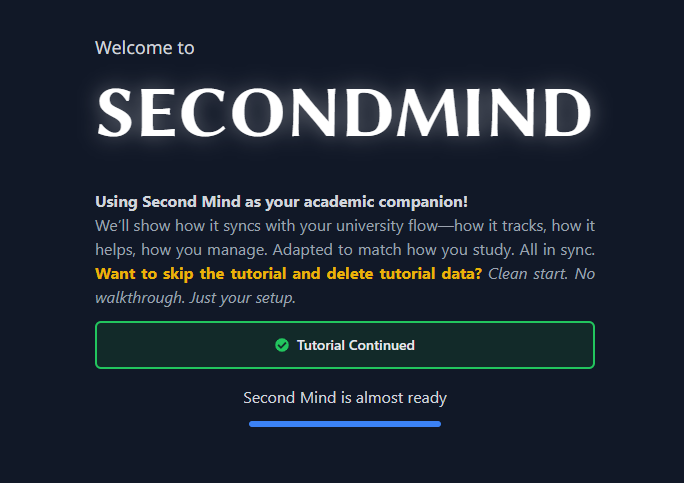 Welcome to
SECONDMIND
Using Second Mind as your academic companion!
We'll show how it syncs with your university flow—how it tracks, how it
helps, how you manage. Adapted to match how you study. All in sync.
Want to skip the tutorial and delete tutorial data? Clean start. No
walkthrough. Just your setup.
Tutorial Continued
Second Mind is almost ready